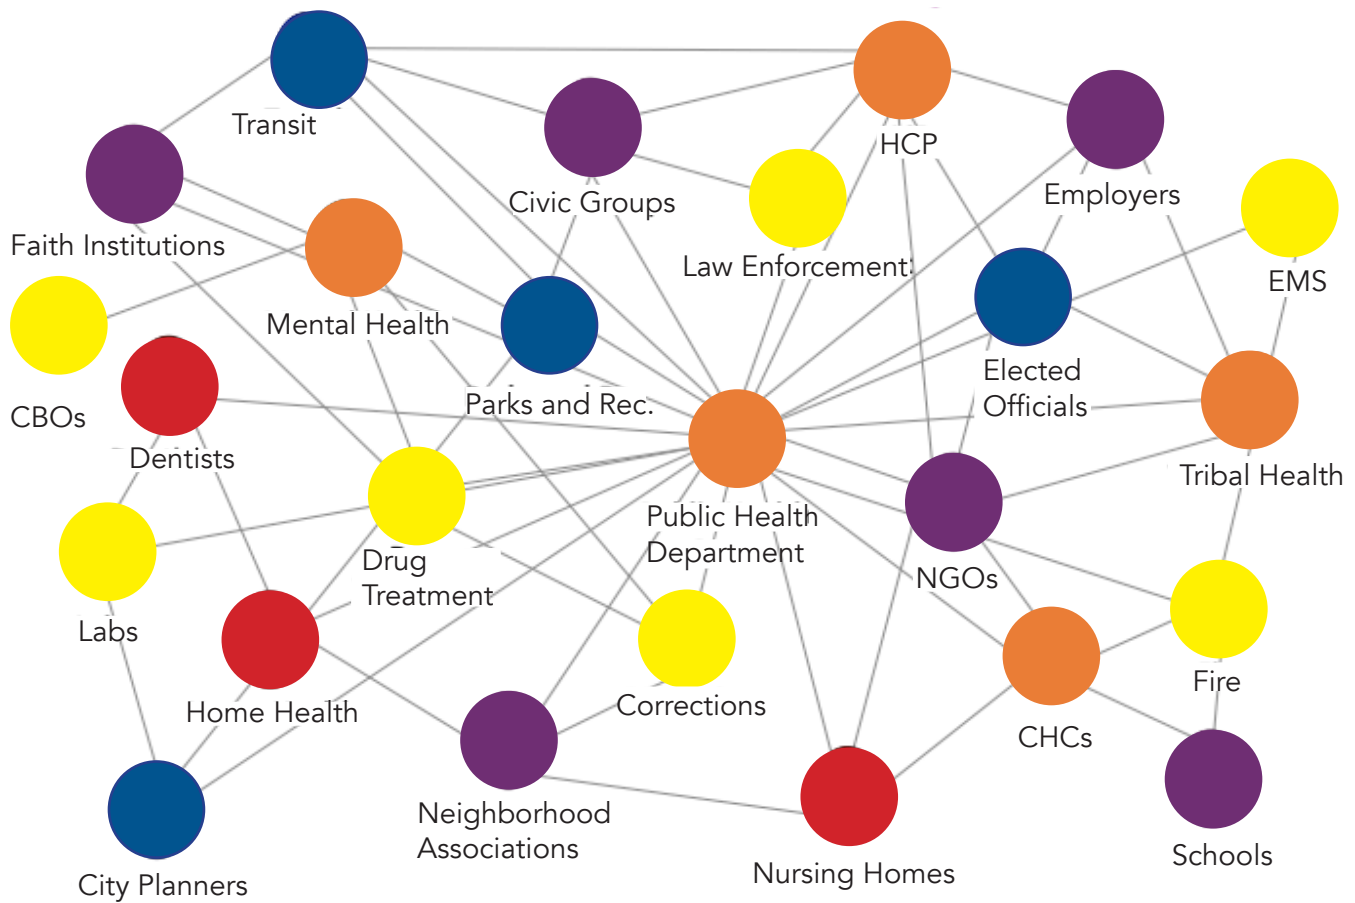 Transit
HCP
Civic Groups
Employers
Faith Institutions
Law Enforcement
EMS
Mental Health
Elected
Officials
CBOs
Parks and Rec.
Dentists
Tribal Health
Public Health
Department
Drug
Treatment
NGOs
Labs
Fire
Home Health
Corrections
CHCs
Neighborhood
Associations
Schools
Nursing Homes
City Planners